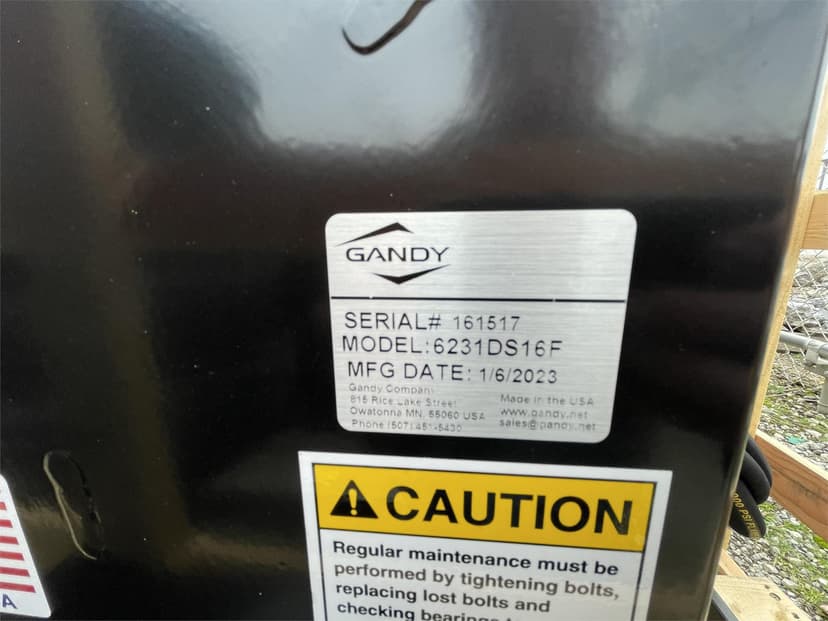 GANDY
SERIAL# 161517
MODEL:6231DS16F
MFG DATE: 1/6/2023
Gandy Company
815 Rice Lake Street
Owatonna MN, 55060 USA
Phone (507) 451-5430
Made in the USA
www.gandy.net
sales@gandy.net
CAUTION
Regular maintenance must be
performed by tightening bolts,
replacing lost bolts and
checking bearings
A